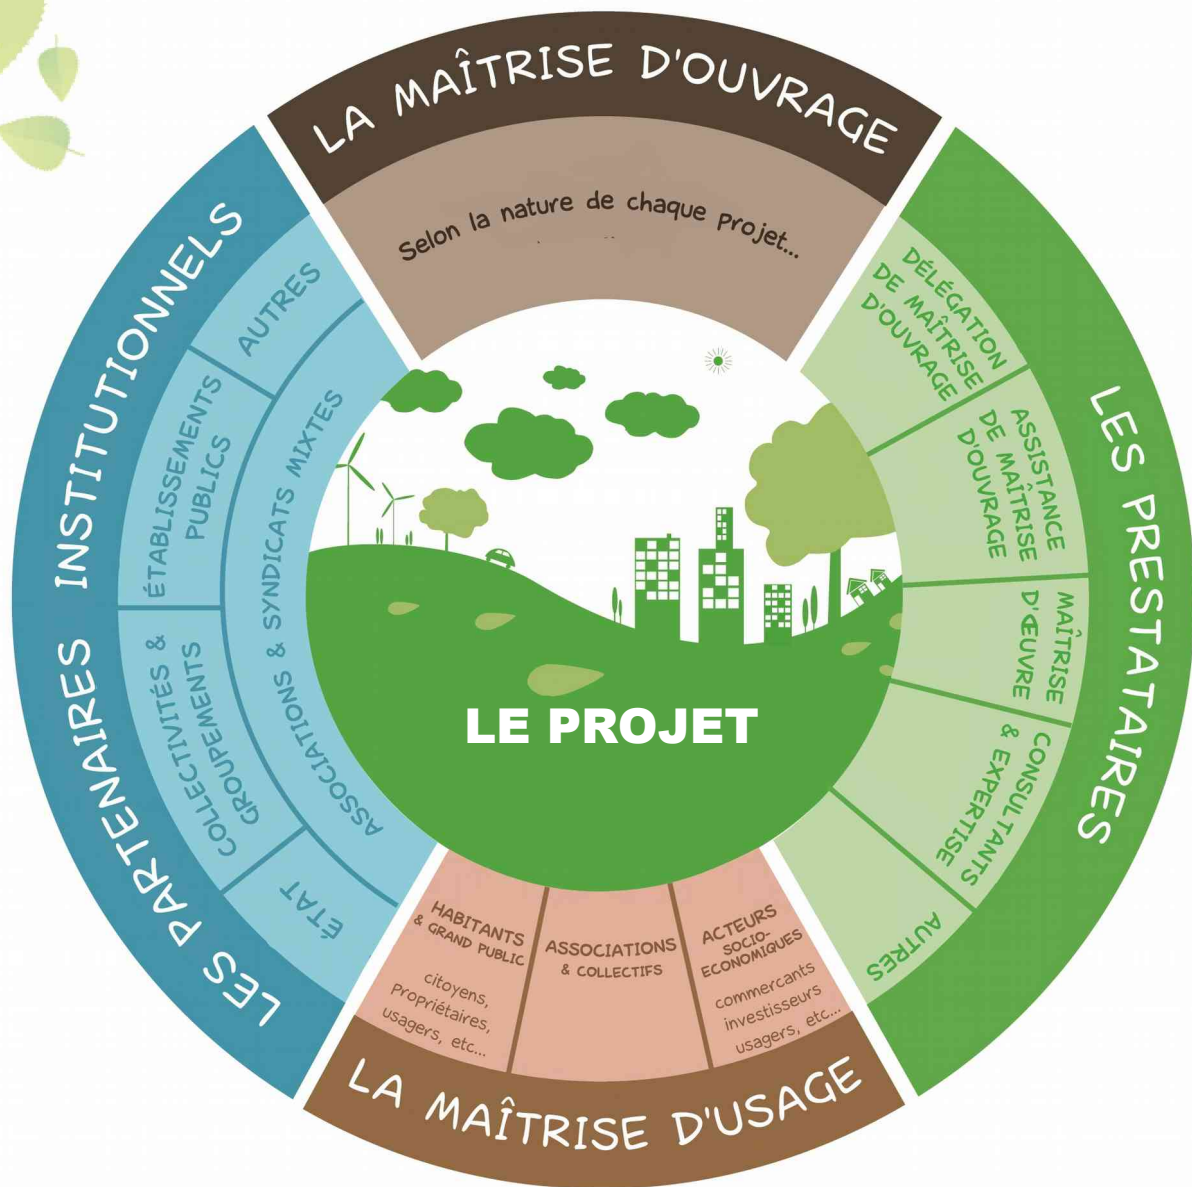 LA MAÎTRISE D'OUVRAGE
Selon la nature de chaque projet...
LES PRESTATAIRES
DÉLÉGATION
DE MAÎTRISE
D'OUVRAGE
ASSISTANCE
DE MAÎTRISE
D'OUVRAGE
MAÎTRISE
D'ŒUVRE
CONSULTANTS
& EXPERTISE
AUTRES
LA MAÎTRISE D'USAGE
HABITANTS
& GRAND PUBLIC
citoyens,
Propriétaires,
usagers, etc...
ASSOCIATIONS
& COLLECTIFS
ACTEURS
SOCIO-
ECONOMIQUES
commercants
investisseurs
usagers, etc...
LES PARTENAIRES INSTITUTIONNELS
AUTRES
ÉTABLISSEMENTS
PUBLICS
COLLECTIVITÉS &
GROUPEMENTS
ÉTAT
ASSOCIATIONS & SYNDICATS MIXTES
LE PROJET